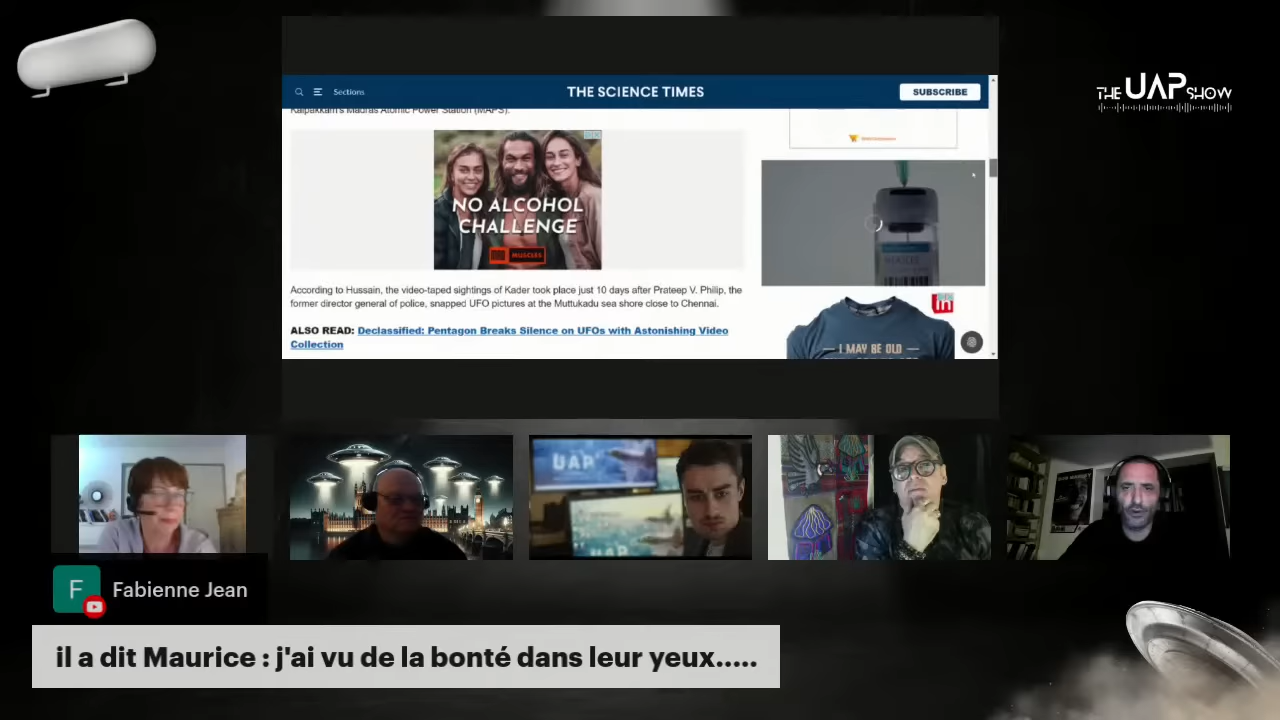 THE UAP SHOW
Sections
THE SCIENCE TIMES
SUBSCRIBE
Kalpakkam's Madras Atomic Power Station (MAPS).
NO ALCOHOL
CHALLENGE
MUSCLES
According to Hussain, the video-taped sightings of Kader took place just 10 days after Prateep V. Philip, the
former director general of police, snapped UFO pictures at the Muttukadu sea shore close to Chennai.
ALSO READ: Declassified: Pentagon Breaks Silence on UFOs with Astonishing Video
Collection
MEASLES
in
— I MAY BE OLD —
UAP
UAP
F
Fabienne Jean
il a dit Maurice : j'ai vu de la bonté dans leur yeux.....